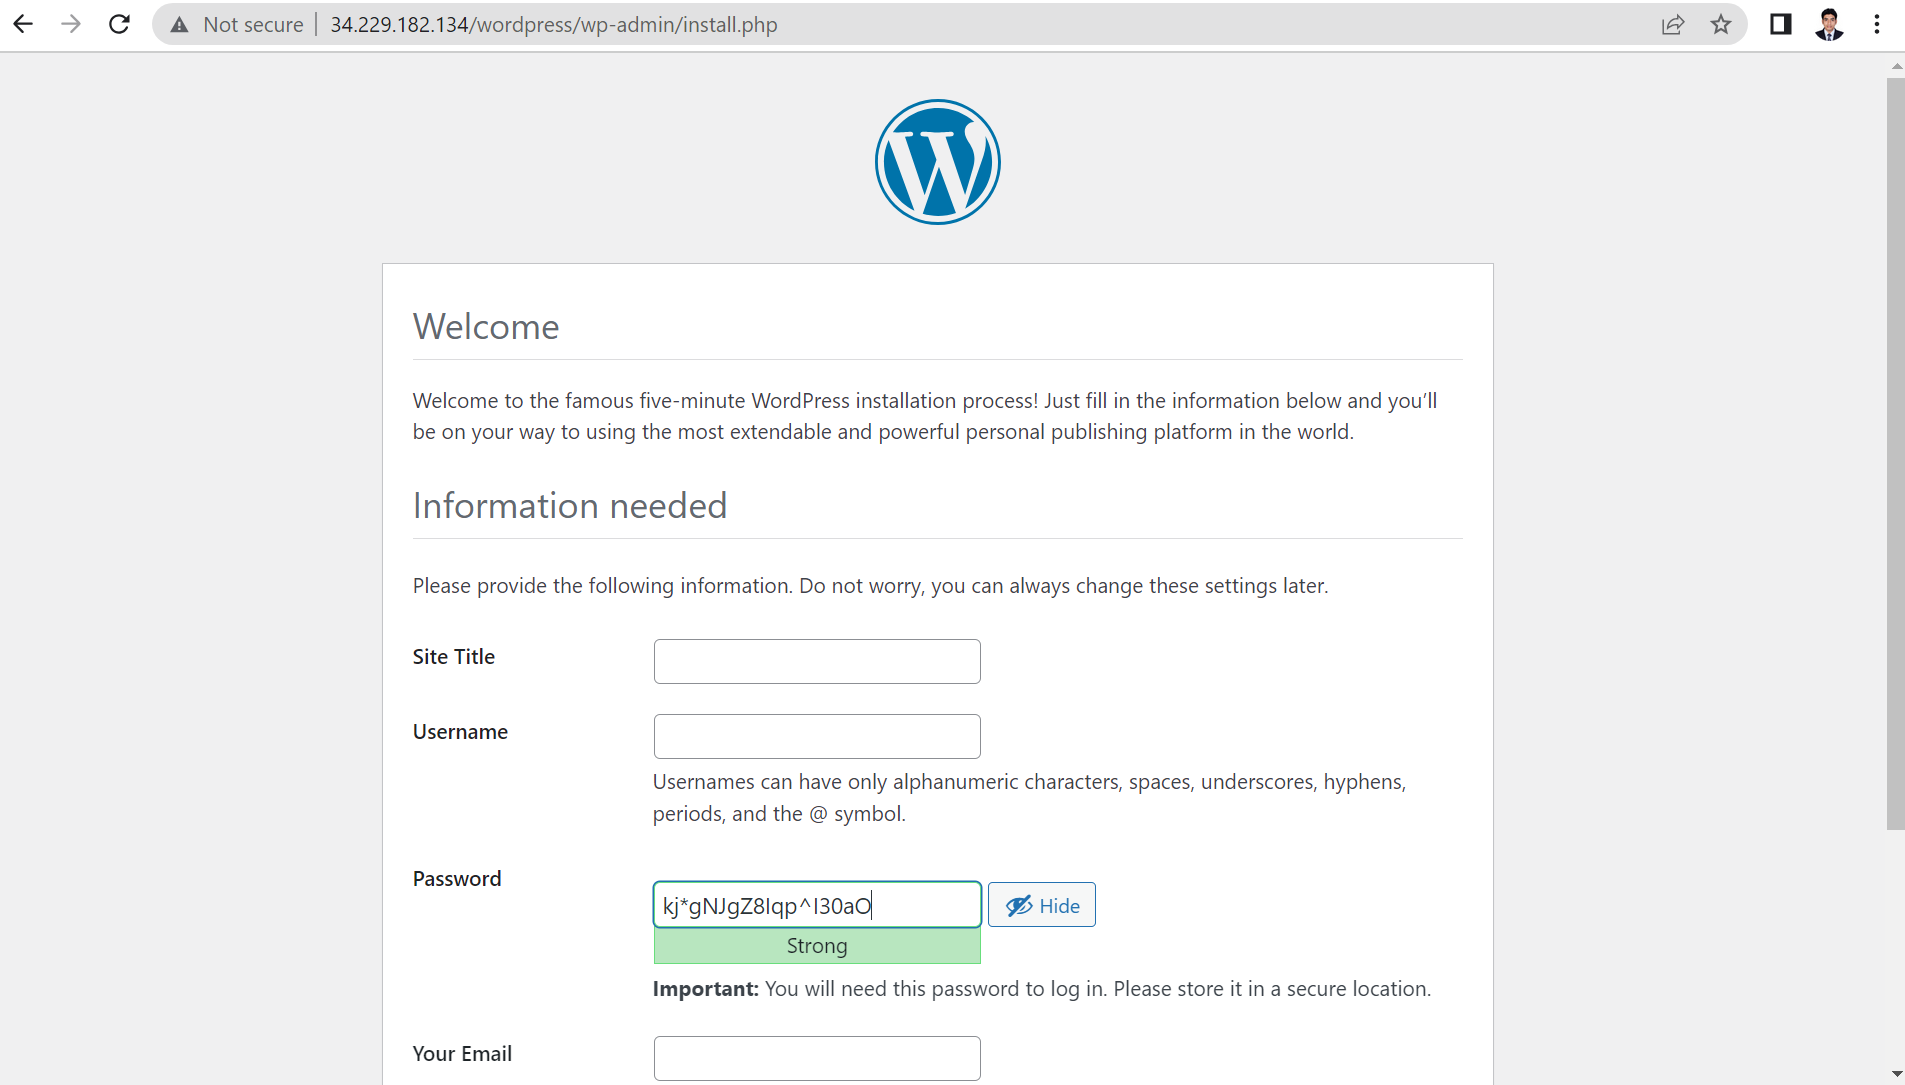 Not secure 34.229.182.134/wordpress/wp-admin/install.php
Welcome
Welcome to the famous five-minute WordPress installation process! Just fill in the information below and you’ll
be on your way to using the most extendable and powerful personal publishing platform in the world.
Information needed
Please provide the following information. Do not worry, you can always change these settings later.
Site Title
Username
Usernames can have only alphanumeric characters, spaces, underscores, hyphens,
periods, and the @ symbol.
Password
kj*gNJgZ8Iqp^I30aO Hide
Strong
Important: You will need this password to log in. Please store it in a secure location.
Your Email